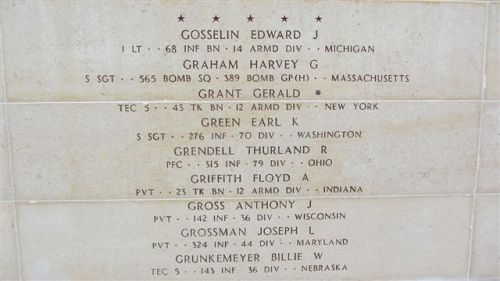 GOSSELIN EDWARD J
1 LT · · 68 INF BN · 14 ARMD DIV · · MICHIGAN
GRAHAM HARVEY G
S SGT · · 565 BOMB SQ · 389 BOMB GP(H) · · MASSACHUSETTS
GRANT GERALD
TEC 5 · · 43 TK BN · 12 ARMD DIV · · NEW YORK
GREEN EARL K
S SGT · · 276 INF · 70 DIV · · WASHINGTON
GRENDELL THURLAND R
PFC · · 315 INF · 79 DIV · · OHIO
GRIFFITH FLOYD A
PVT · · 23 TK BN · 12 ARMD DIV · · INDIANA
GROSS ANTHONY J
PVT · · 142 INF · 36 DIV · · WISCONSIN
GROSSMAN JOSEPH L
PVT · · 324 INF · 44 DIV · · MARYLAND
GRUNKEMEYER BILLIE W
TEC 5 · · 143 INF 36 DIV · · NEBRASKA